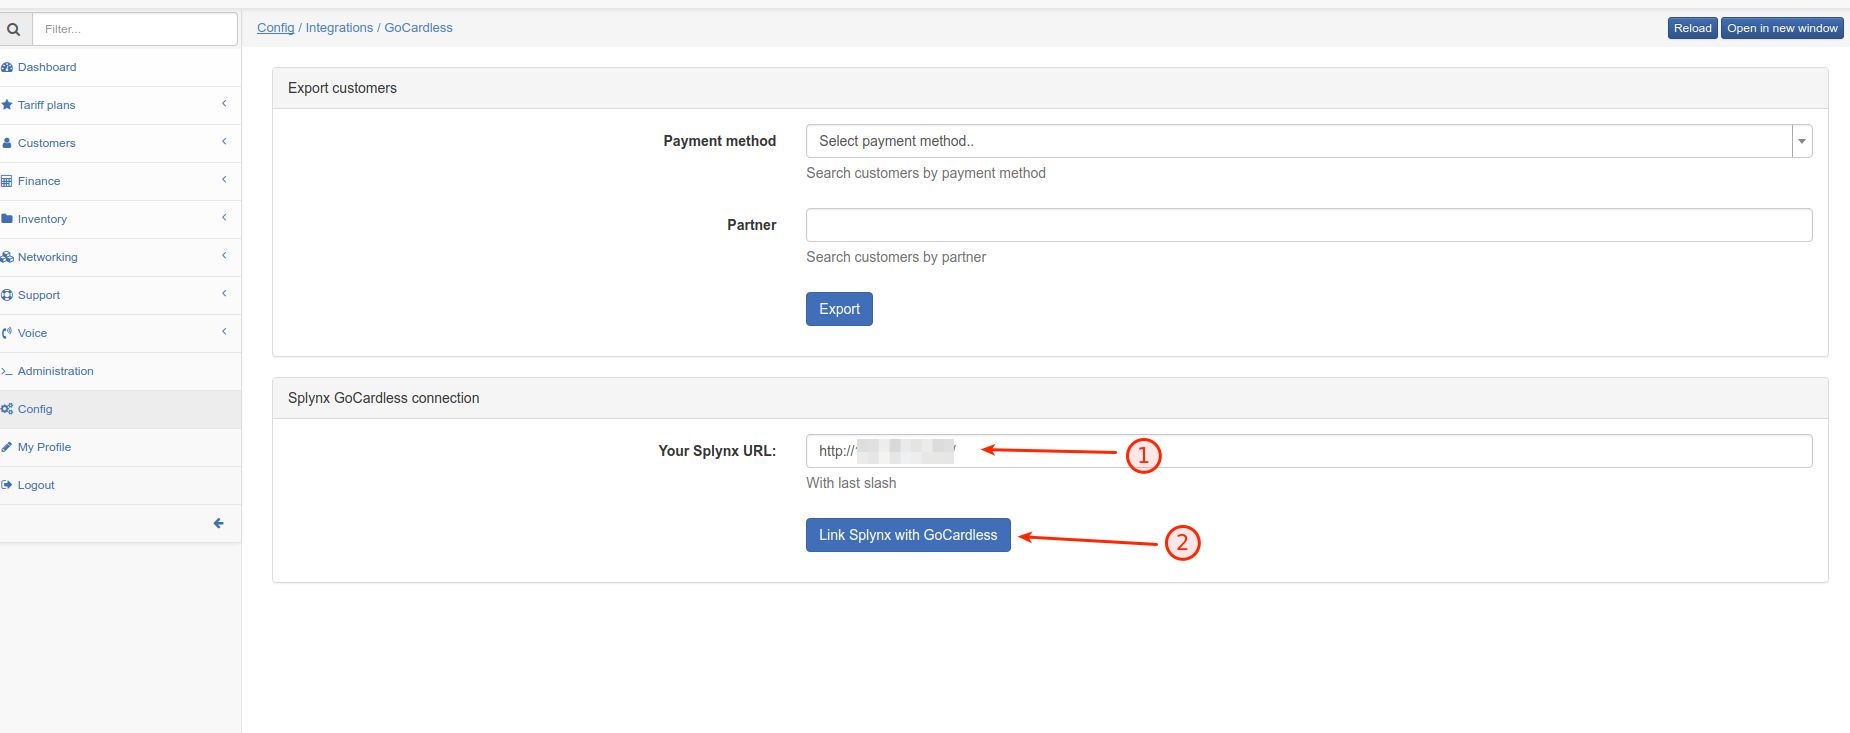 Filter...
Config / Integrations / GoCardless
Reload
Open in new window
Dashboard
Tariff plans
Customers
Finance
Inventory
Networking
Support
Voice
Administration
Config
My Profile
Logout
Export customers
Payment method
Select payment method..
Search customers by payment method
Partner
Search customers by partner
Export
Splynx GoCardless connection
Your Splynx URL:
http://
1
With last slash
Link Splynx with GoCardless
2